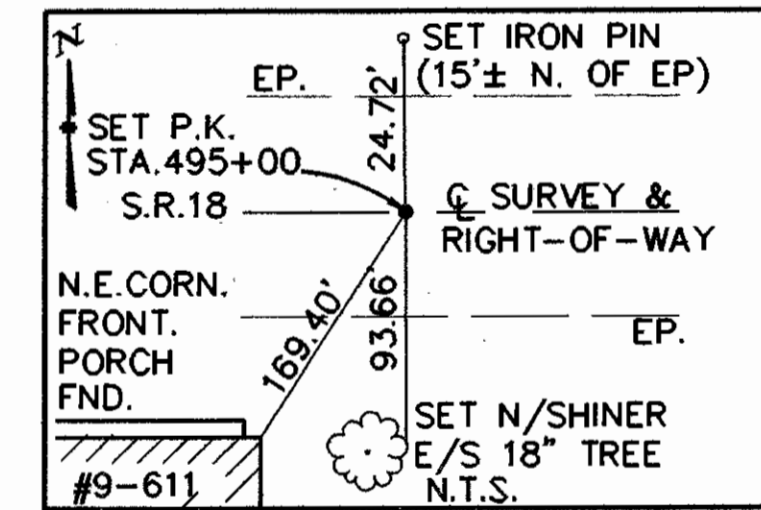 N
SET IRON PIN
(15'± N. OF EP)
EP.
24.72'
SET P.K.
STA.495+00
S.R.18
℄ SURVEY &
RIGHT-OF-WAY
N.E.CORN.
FRONT.
PORCH
FND.
169.40'
93.66'
EP.
SET N/SHINER
E/S 18" TREE
N.T.S.
#9-611